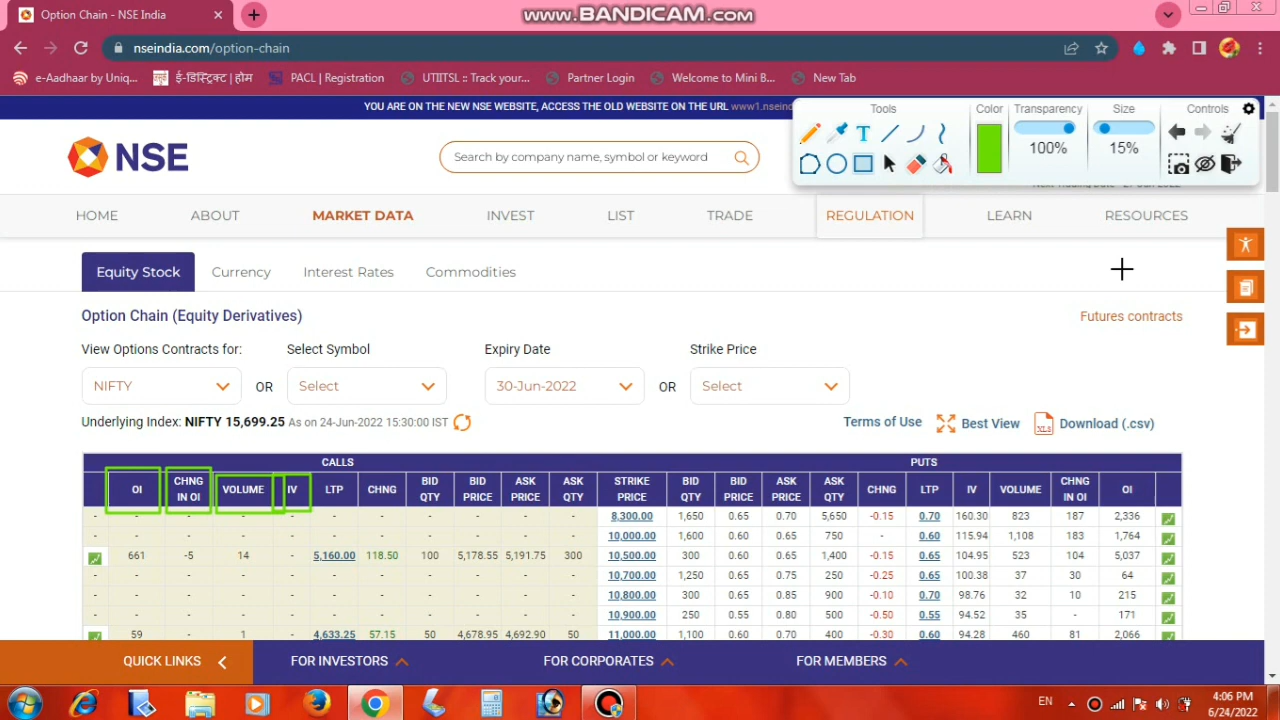 Option Chain - NSE India
www.BANDICAM.com
nseindia.com/option-chain
e-Aadhaar by Uniq... ई-डिस्ट्रिक्ट | होम PACL | Registration UTIITSL :: Track your... Partner Login Welcome to Mini B... New Tab
YOU ARE ON THE NEW NSE WEBSITE, ACCESS THE OLD WEBSITE ON THE URL www1.nseind
Tools Color Transparency Size Controls
100% 15%
NSE
Search by company name, symbol or keyword
HOME ABOUT MARKET DATA INVEST LIST TRADE REGULATION LEARN RESOURCES
Equity Stock Currency Interest Rates Commodities
Option Chain (Equity Derivatives) Futures contracts
View Options Contracts for: Select Symbol Expiry Date Strike Price
NIFTY OR Select 30-Jun-2022 OR Select
Underlying Index: NIFTY 15,699.25 As on 24-Jun-2022 15:30:00 IST Terms of Use Best View XLS Download (.csv)
CALLS PUTS
OI CHNG IN OI VOLUME IV LTP CHNG BID QTY BID PRICE ASK PRICE ASK QTY STRIKE PRICE BID QTY BID PRICE ASK PRICE ASK QTY CHNG LTP IV VOLUME CHNG IN OI OI
- - - - - - - - - - 8,300.00 1,650 0.65 0.70 5,650 -0.15 0.70 160.30 823 187 2,336
- - - - - - - - - - 10,000.00 1,600 0.60 0.65 750 - 0.60 115.94 1,108 183 1,764
661 -5 14 - 5,160.00 118.50 100 5,178.55 5,191.75 300 10,500.00 300 0.60 0.65 1,400 -0.15 0.65 104.95 523 104 5,037
- - - - - - - - - - 10,700.00 1,250 0.65 0.75 250 -0.25 0.65 100.38 37 30 64
- - - - - - - - - - 10,800.00 300 0.65 0.85 900 -0.10 0.70 98.76 32 10 215
- - - - - - - - - - 10,900.00 250 0.55 0.80 500 -0.50 0.55 94.52 35 - 171
59 - 1 - 4,633.25 57.15 50 4,678.95 4,692.90 50 11,000.00 1,100 0.60 0.70 400 -0.30 0.60 94.28 460 81 2,066
QUICK LINKS FOR INVESTORS FOR CORPORATES FOR MEMBERS
EN 4:06 PM
6/24/2022